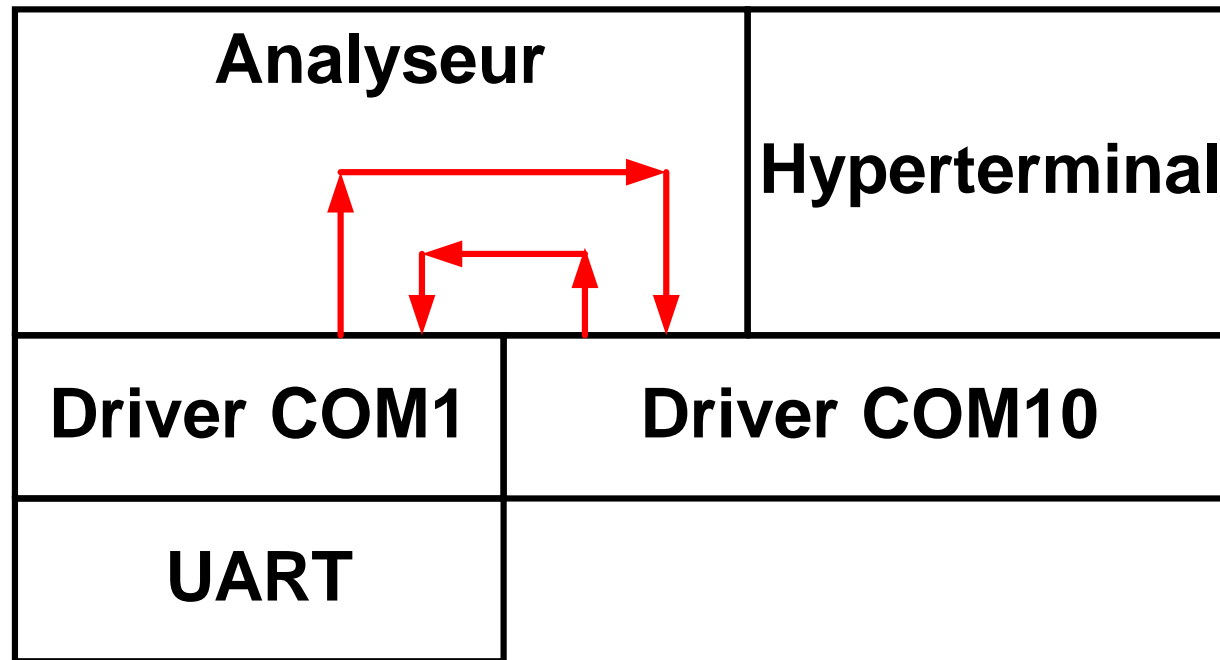 Analyseur
Hyperterminal
Driver COM1
Driver COM10
UART